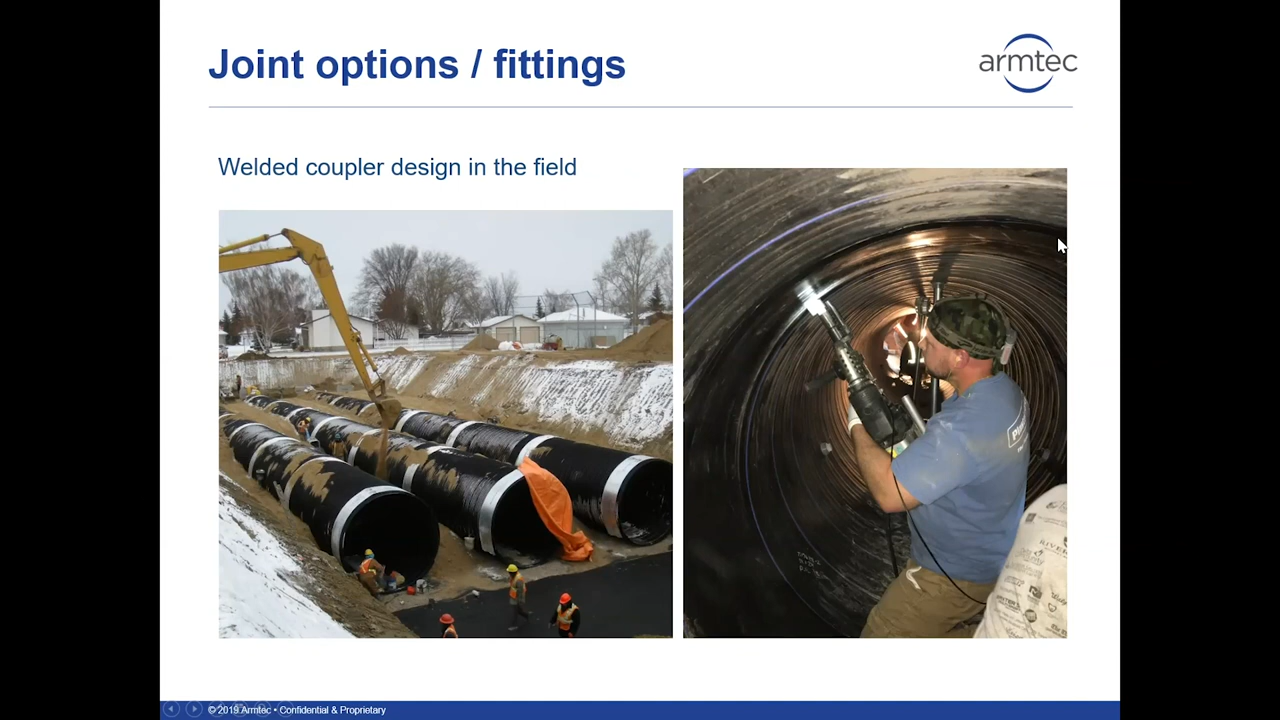 Joint options / fittings
armtec
Welded coupler design in the field
© 2019 Armtec • Confidential & Proprietary